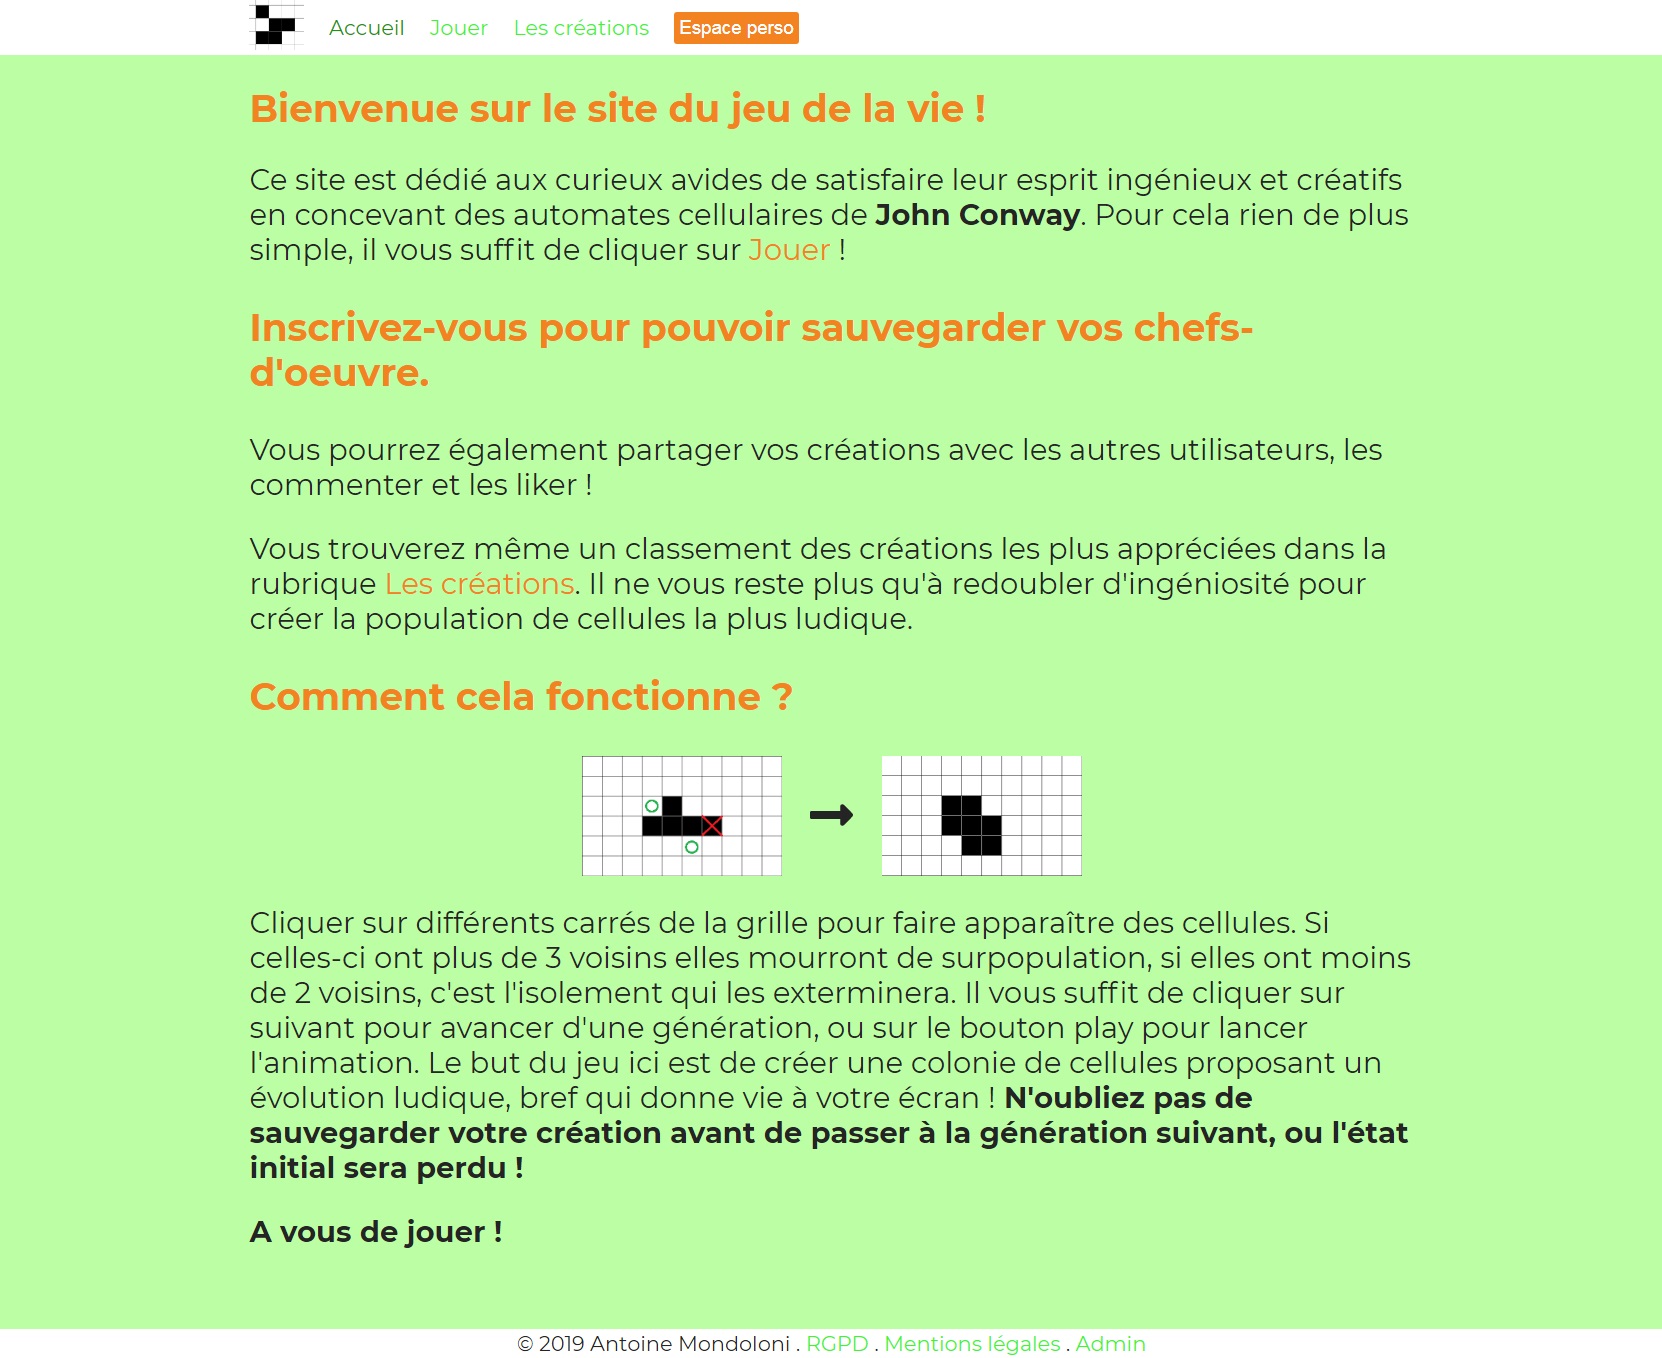 Accueil Jouer Les créations Espace perso
Bienvenue sur le site du jeu de la vie !
Ce site est dédié aux curieux avides de satisfaire leur esprit ingénieux et créatifs
en concevant des automates cellulaires de John Conway. Pour cela rien de plus
simple, il vous suffit de cliquer sur Jouer !
Inscrivez-vous pour pouvoir sauvegarder vos chefs-
d'oeuvre.
Vous pourrez également partager vos créations avec les autres utilisateurs, les
commenter et les liker !
Vous trouverez même un classement des créations les plus appréciées dans la
rubrique Les créations. Il ne vous reste plus qu'à redoubler d'ingéniosité pour
créer la population de cellules la plus ludique.
Comment cela fonctionne ?
Cliquer sur différents carrés de la grille pour faire apparaître des cellules. Si
celles-ci ont plus de 3 voisins elles mourront de surpopulation, si elles ont moins
de 2 voisins, c'est l'isolement qui les exterminera. Il vous suffit de cliquer sur
suivant pour avancer d'une génération, ou sur le bouton play pour lancer
l'animation. Le but du jeu ici est de créer une colonie de cellules proposant un
évolution ludique, bref qui donne vie à votre écran ! N'oubliez pas de
sauvegarder votre création avant de passer à la génération suivant, ou l'état
initial sera perdu !
A vous de jouer !
© 2019 Antoine Mondoloni . RGPD . Mentions légales . Admin